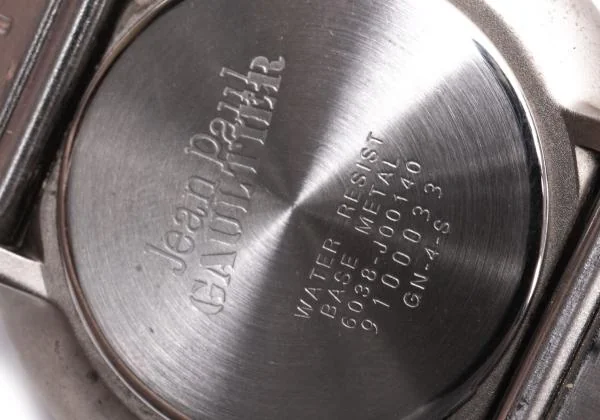 Jean Paul
GAULTIER
WATER RESIST
BASE METAL
6038-J00140
9100033
GN-4-S